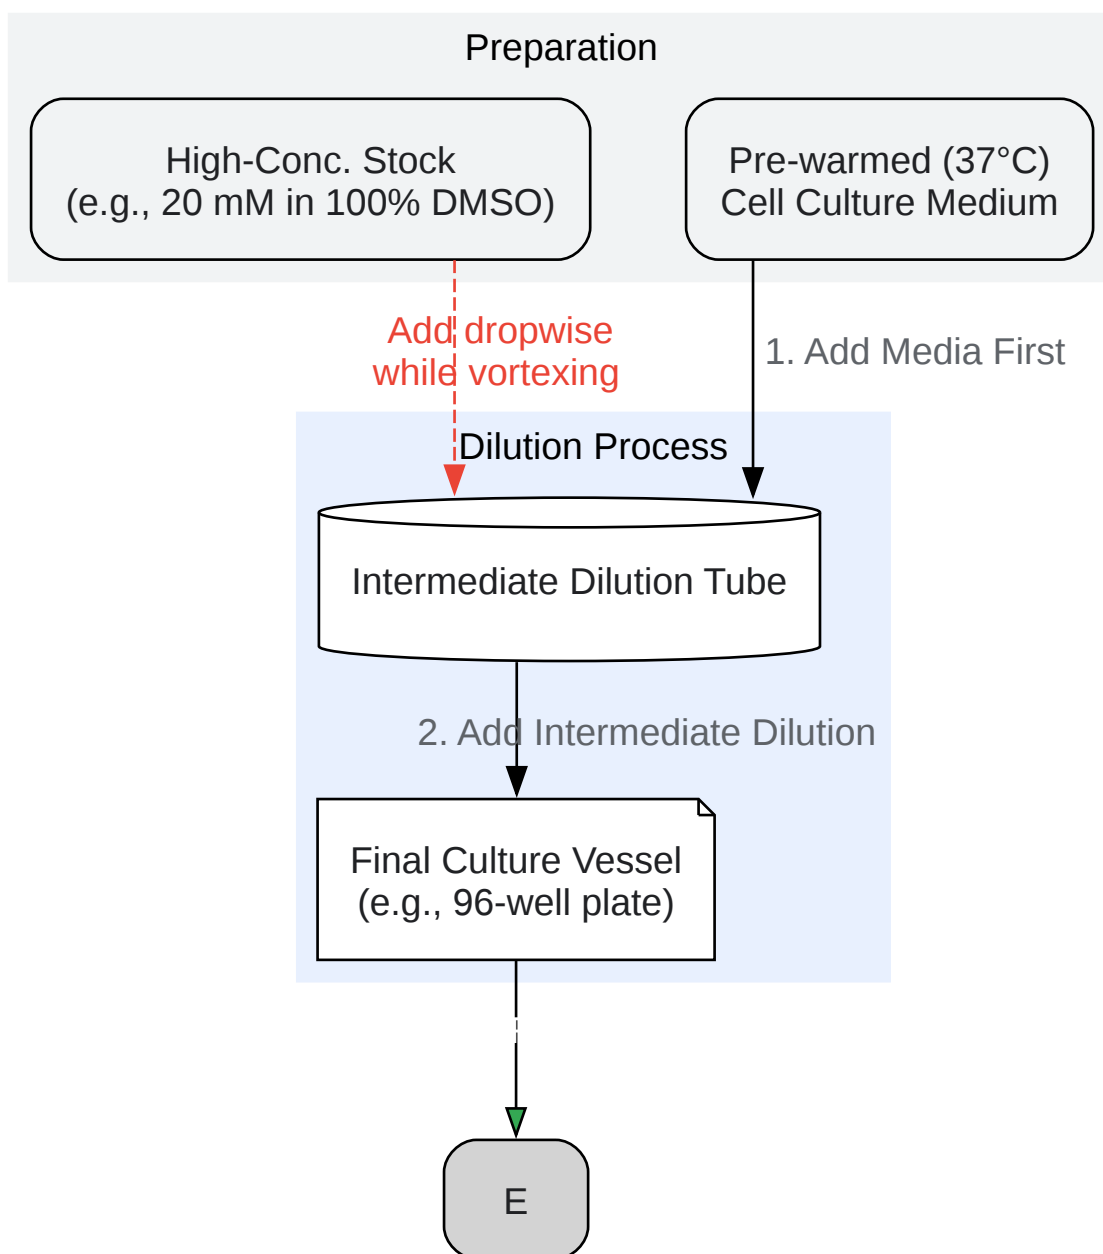 Preparation
High-Conc. Stock
(e.g., 20 mM in 100% DMSO)
Pre-warmed (37°C)
Cell Culture Medium
Add dropwise
while vortexing
1. Add Media First
Dilution Process
Intermediate Dilution Tube
2. Add Intermediate Dilution
Final Culture Vessel
(e.g., 96-well plate)
E